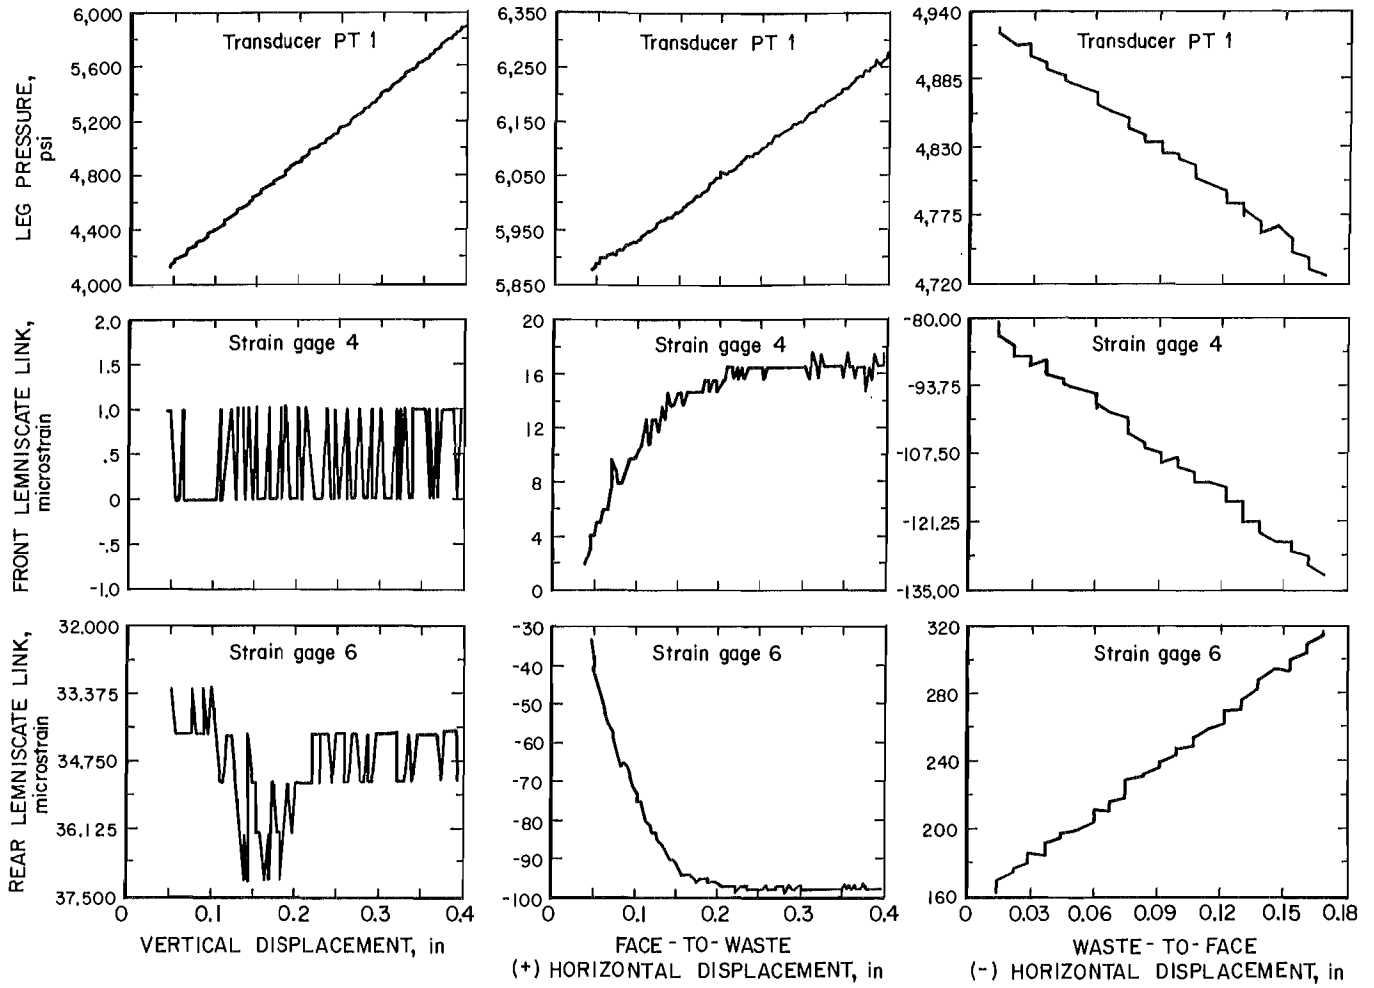 LEG PRESSURE,
psi
6,000
5,600
5,200
4,800
4,400
4,000
Transducer PT 1
6,350
6,250
6,150
6,050
5,950
5,850
Transducer PT 1
4,940
4,885
4,830
4,775
4,720
Transducer PT 1
FRONT LEMNISCATE LINK,
microstrain
2.0
1.5
1.0
.5
0
-.5
-1.0
Strain gage 4
20
16
12
8
4
0
Strain gage 4
-80.00
-93.75
-107.50
-121.25
-135.00
Strain gage 4
REAR LEMNISCATE LINK,
microstrain
32.000
33.375
34.750
36.125
37.500
Strain gage 6
-30
-40
-50
-60
-70
-80
-90
-100
Strain gage 6
320
280
240
200
160
Strain gage 6
0 0.1 0.2 0.3 0.4
VERTICAL DISPLACEMENT, in
0 0.1 0.2 0.3 0.4
FACE-TO-WASTE
(+) HORIZONTAL DISPLACEMENT, in
0 0.03 0.06 0.09 0.12 0.15 0.18
WASTE-TO-FACE
(-) HORIZONTAL DISPLACEMENT, in